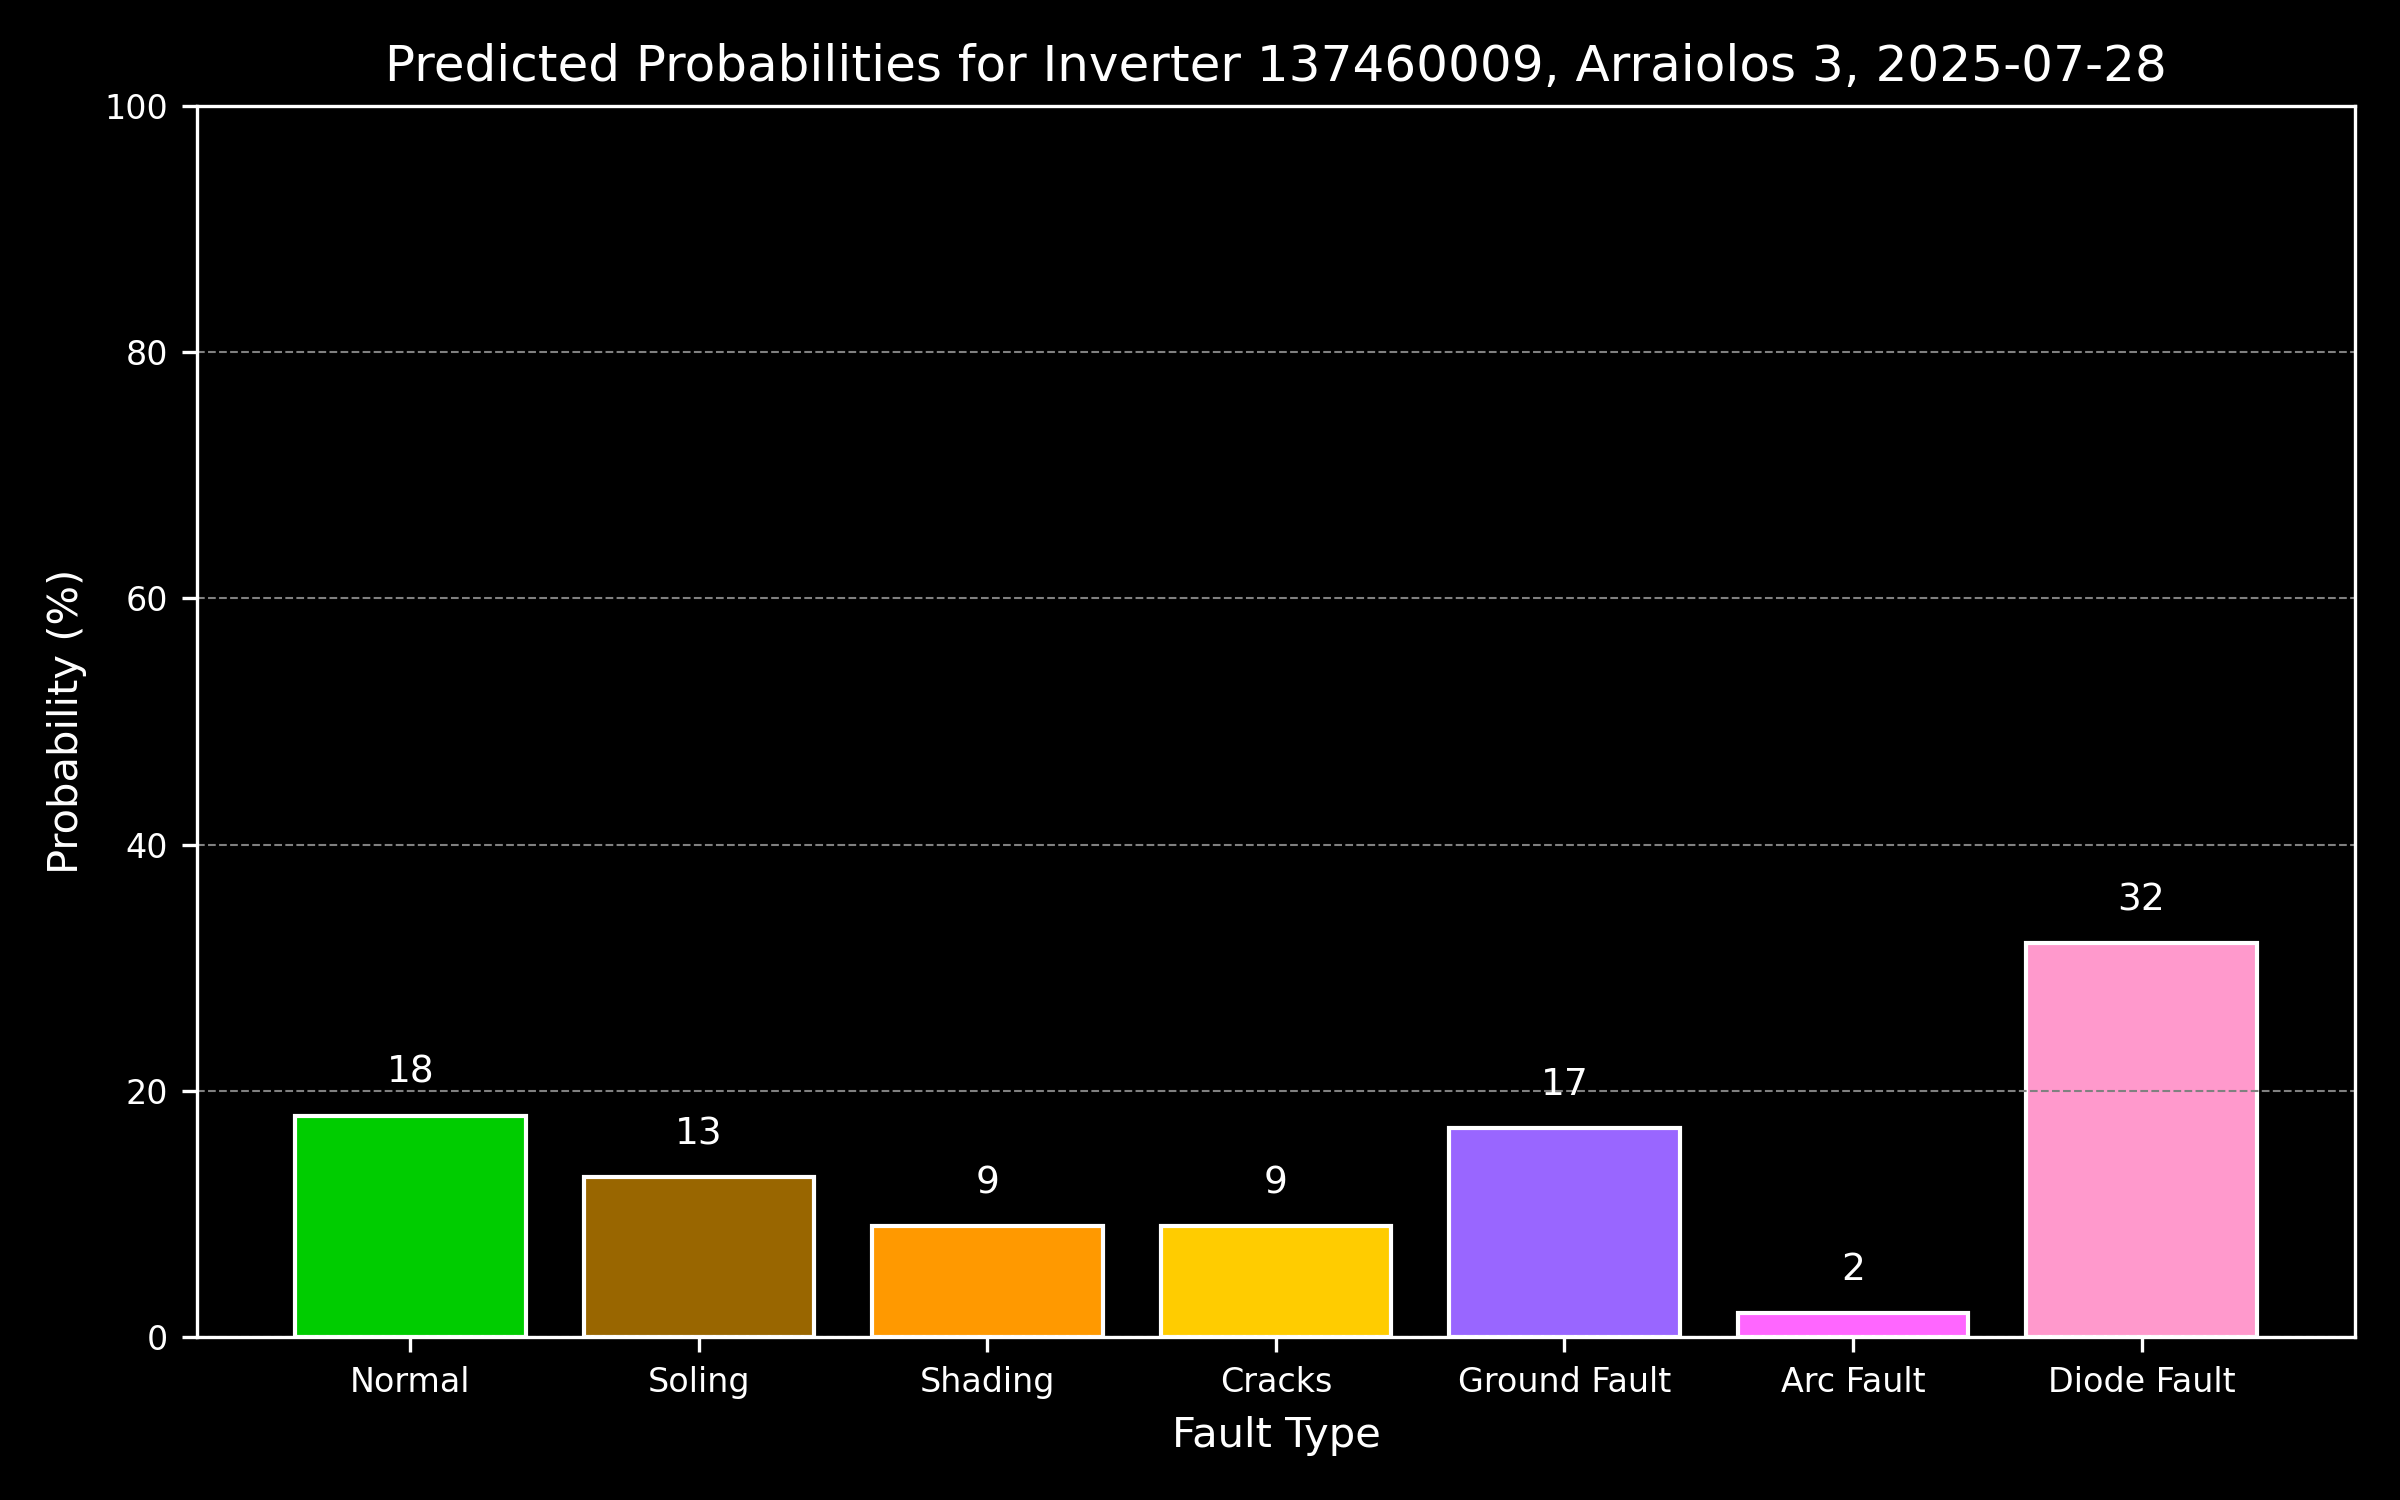 Predicted Probabilities for Inverter 137460009, Arraiolos 3, 2025-07-28
100
80
60
40
20
0
Probability (%)
18
13
9
9
17
2
32
Normal
Soling
Shading
Cracks
Ground Fault
Arc Fault
Diode Fault
Fault Type